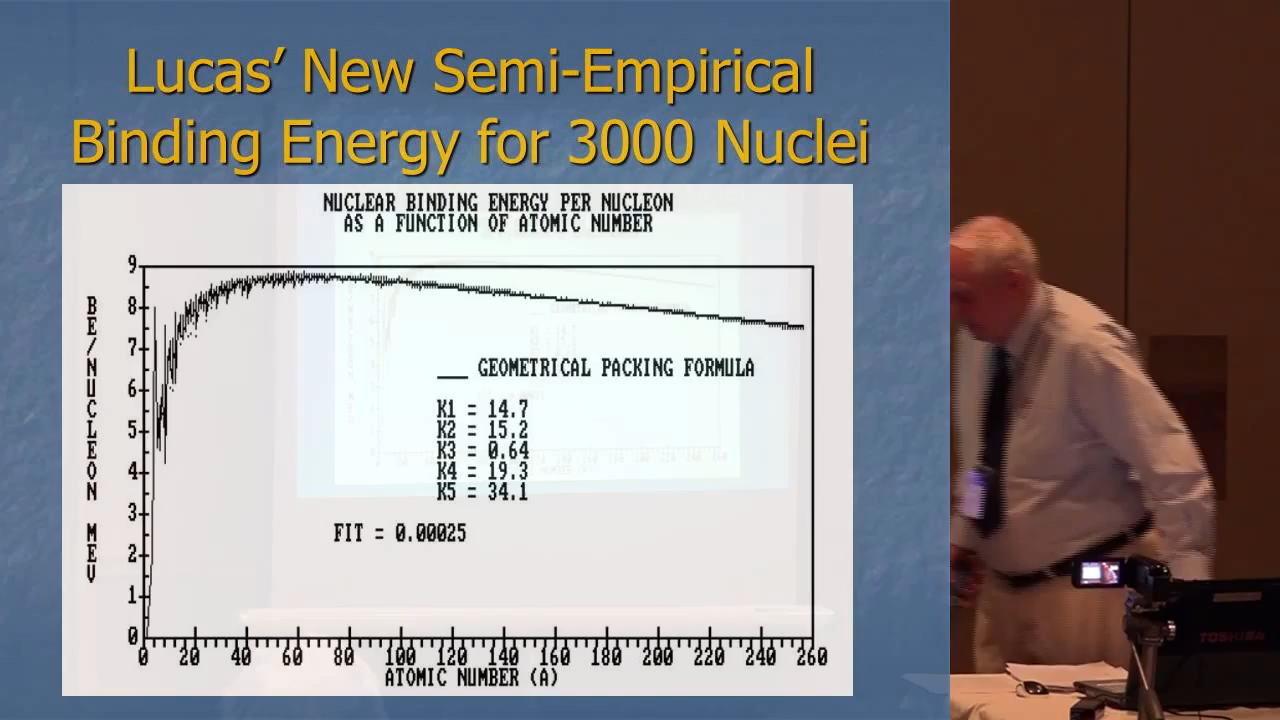 Lucas’ New Semi-Empirical
Binding Energy for 3000 Nuclei
NUCLEAR BINDING ENERGY PER NUCLEON
AS A FUNCTION OF ATOMIC NUMBER
BE/NUCLEON MEV
9
8
7
6
5
4
3
2
1
0
___ GEOMETRICAL PACKING FORMULA
K1 = 14.7
K2 = 15.2
K3 = 0.64
K4 = 19.3
K5 = 34.1
FIT = 0.00025
0 20 40 60 80 100 120 140 160 180 200 220 240 260
ATOMIC NUMBER (A)
TOSHIBA